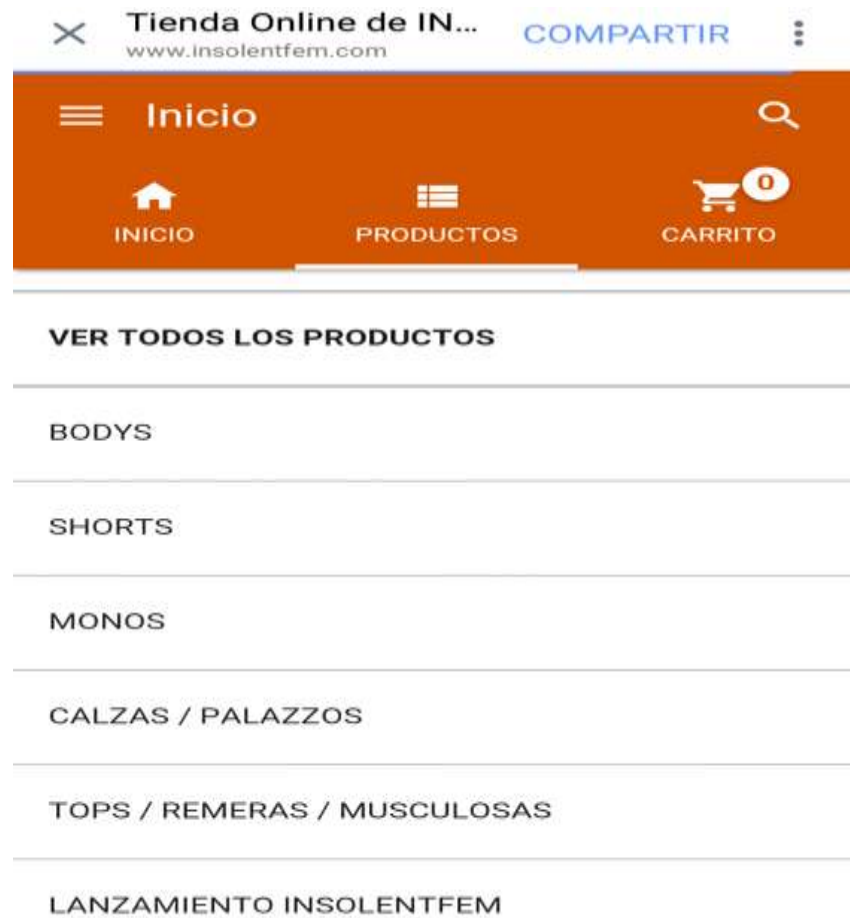 Tienda Online de IN...
www.insolentfem.com
COMPARTIR
Inicio
INICIO
PRODUCTOS
0
CARRITO
VER TODOS LOS PRODUCTOS
BODYS
SHORTS
MONOS
CALZAS / PALAZZOS
TOPS / REMERAS / MUSCULOSAS
LANZAMIENTO INSOLENTFEM